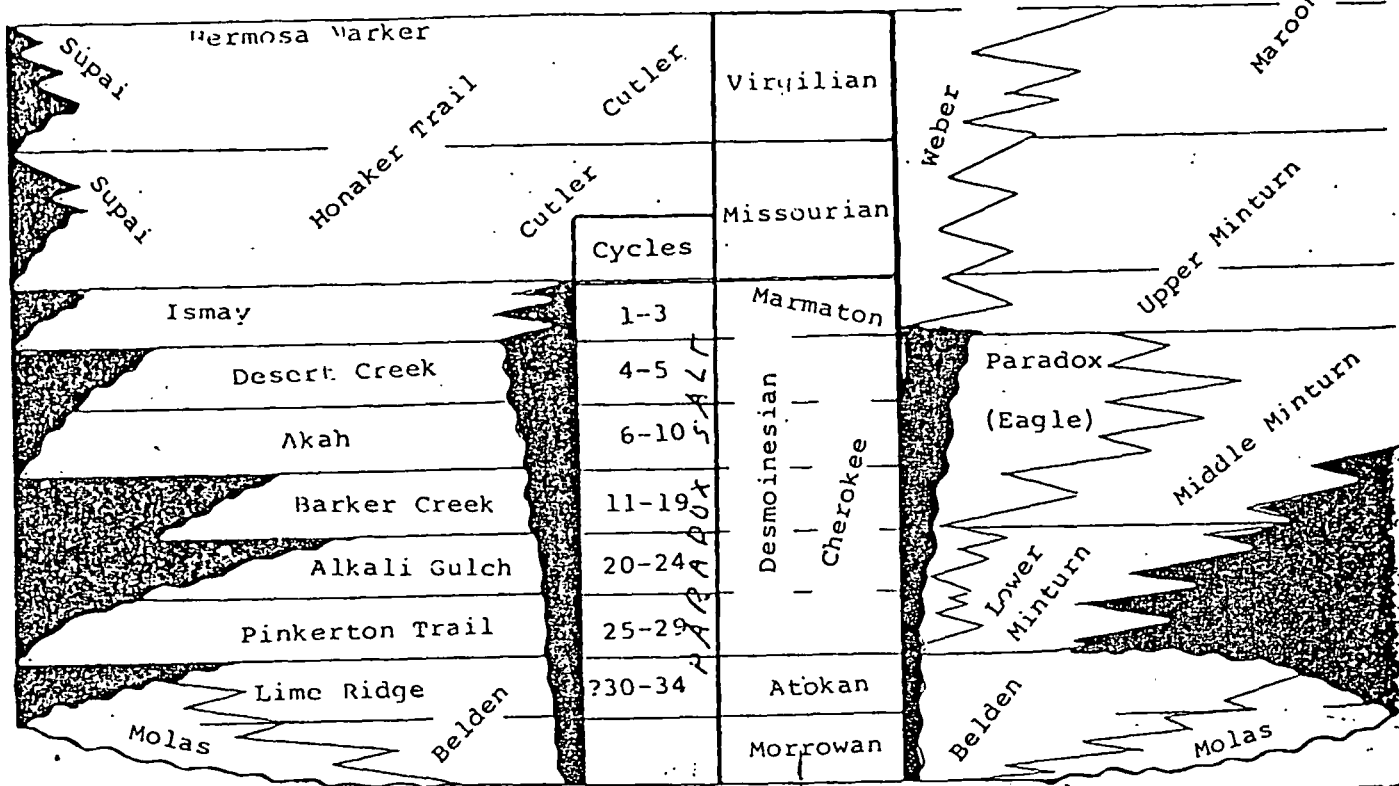 Hermosa Marker
Supai
Cutler
Virgilian
Weber
Maroon
Honaker Trail
Supai
Cutler
Missourian
Upper Minturn
Cycles
Ismay
1-3
Marmaton
Desert Creek
4-5
Paradox
(Eagle)
Akah
6-10
Desmoinesian
Cherokee
Middle Minturn
Barker Creek
11-19
PARADOX SALT
Alkali Gulch
20-24
Lower
Minturn
Pinkerton Trail
25-29
Lime Ridge
?30-34
Atokan
Molas
Belden
Morrowan
Belden
Molas